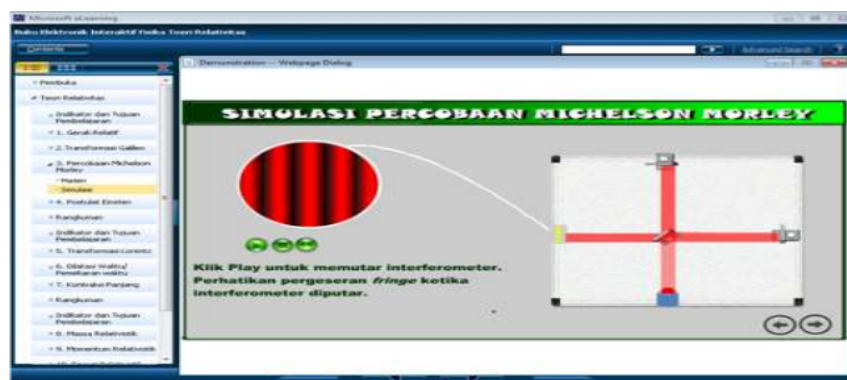 Microsoft eLearning
Buku Elektronik Interaktif Fisika Teori Relativitas
Contents
Advanced Search
Demonstration -- Webpage Dialog
Pembuka
Teori Relativitas
Indikator dan Tujuan
Pembelajaran
1. Gerak Relatif
2. Transformasi Galileo
3. Percobaan Michelson
Morley
Materi
Simulasi
4. Postulat Einstein
Rangkuman
Indikator dan Tujuan
Pembelajaran
5. Transformasi Lorentz
6. Dilatasi Waktu/
Pemekaran waktu
7. Kontraksi Panjang
Rangkuman
Indikator dan Tujuan
Pembelajaran
8. Massa Relativistik
9. Momentum Relativistik
SIMULASI PERCOBAAN MICHELSON MORLEY
Klik Play untuk memutar interferometer.
Perhatikan pergeseran fringe ketika
interferometer diputar.